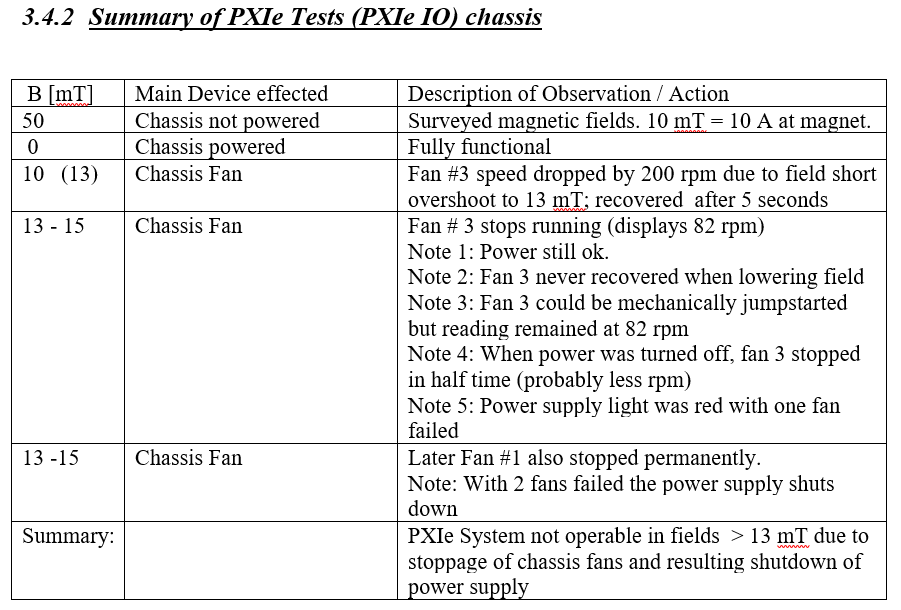 3.4.2 Summary of PXIe Tests (PXIe IO) chassis
B [mT] Main Device effected Description of Observation / Action
50 Chassis not powered Surveyed magnetic fields. 10 mT = 10 A at magnet.
0 Chassis powered Fully functional
10 (13) Chassis Fan Fan #3 speed dropped by 200 rpm due to field short
overshoot to 13 mT; recovered after 5 seconds
13 - 15 Chassis Fan Fan # 3 stops running (displays 82 rpm)
Note 1: Power still ok.
Note 2: Fan 3 never recovered when lowering field
Note 3: Fan 3 could be mechanically jumpstarted
but reading remained at 82 rpm
Note 4: When power was turned off, fan 3 stopped
in half time (probably less rpm)
Note 5: Power supply light was red with one fan
failed
13 -15 Chassis Fan Later Fan #1 also stopped permanently.
Note: With 2 fans failed the power supply shuts
down
Summary: PXIe System not operable in fields > 13 mT due to
stoppage of chassis fans and resulting shutdown of
power supply